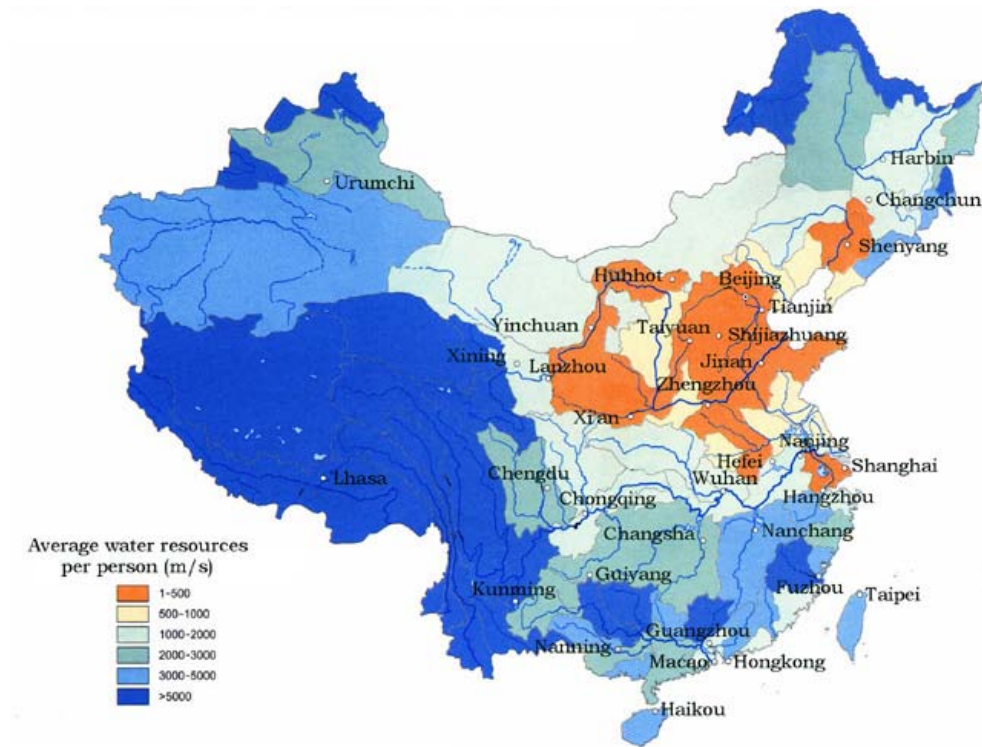 Harbin
Urumchi
Changchun
Shenyang
Huhhot
Beijing
Tianjin
Yinchuan
Taiyuan
Shijiazhuang
Xining
Lanzhou
Jinan
Zhengzhou
Xi'an
Nanjing
Hefei
Shanghai
Lhasa
Chengdu
Wuhan
Chongqing
Hangzhou
Changsha
Nanchang
Average water resources
per person (m/s)
1-500
500-1000
1000-2000
2000-3000
3000-5000
>5000
Guiyang
Kunming
Fuzhou
Taipei
Guangzhou
Nanning
Macao
Hongkong
Haikou